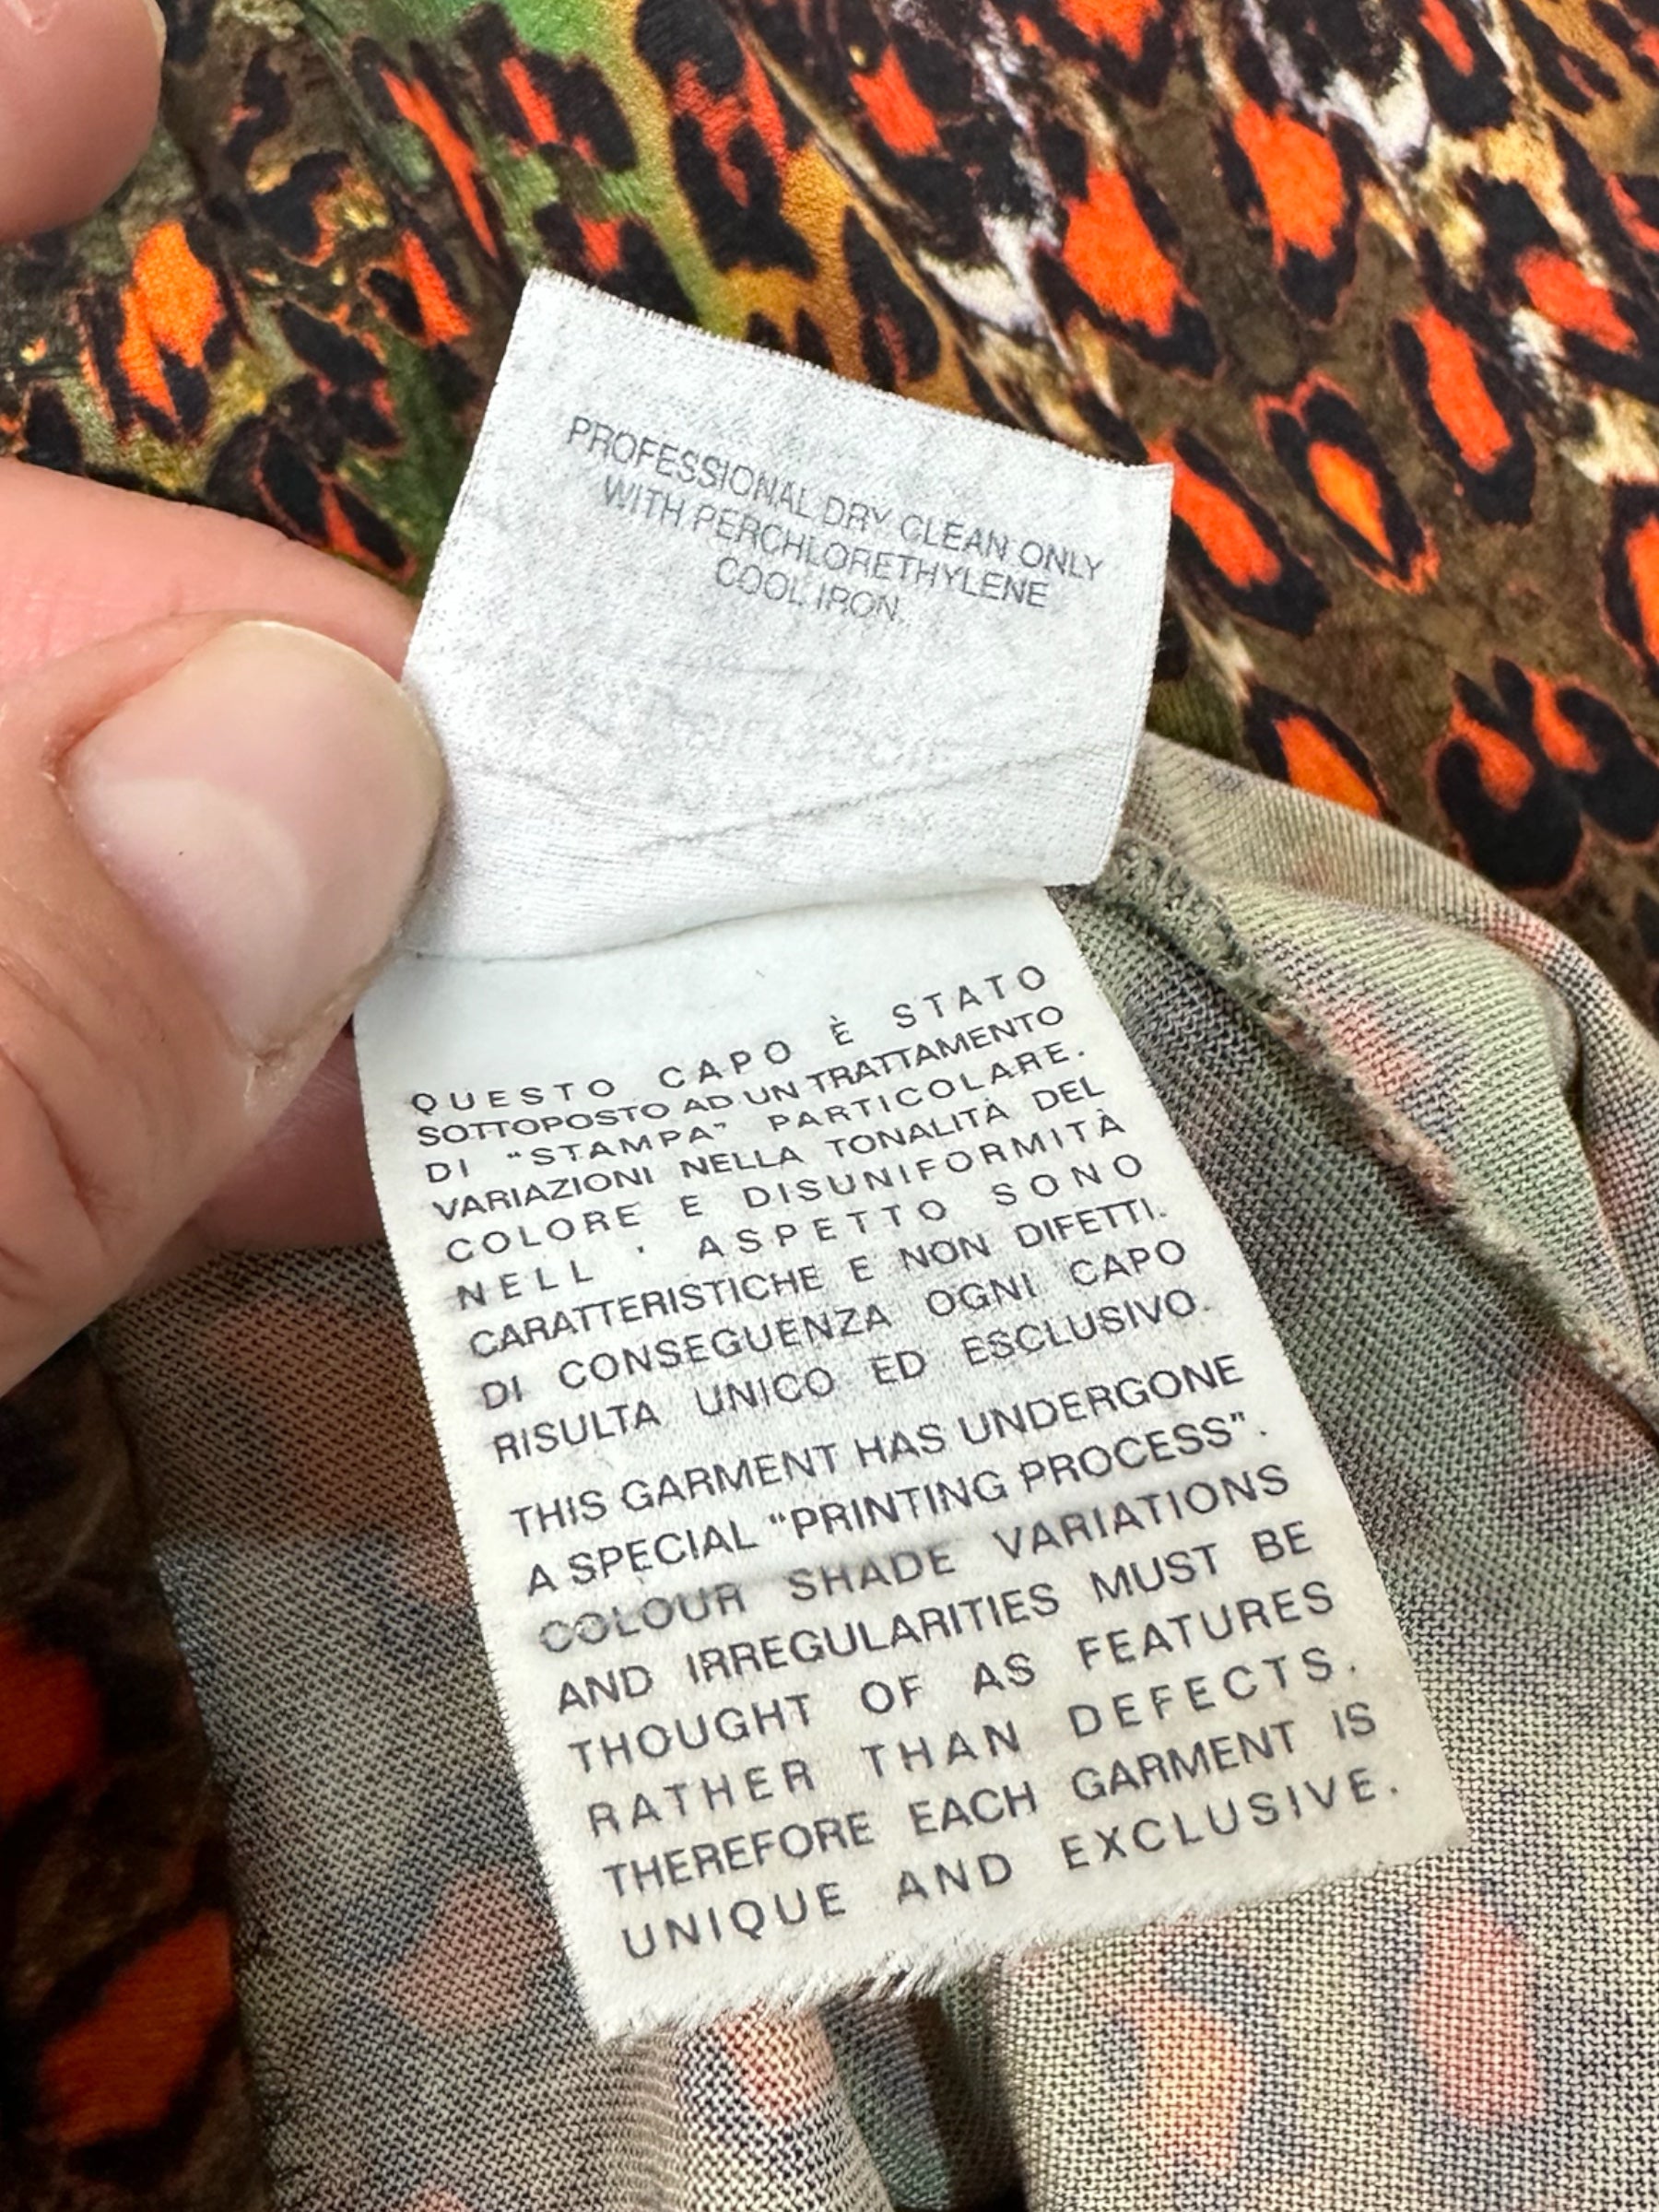 PROFESSIONAL DRY CLEAN ONLY
WITH PERCHLORETHYLENE
COOL IRON.
QUESTO CAPO È STATO
SOTTOPOSTO AD UN TRATTAMENTO
DI "STAMPA" PARTICOLARE.
VARIAZIONI NELLA TONALITÀ DEL
COLORE E DISUNIFORMITÀ
NELL ' ASPETTO SONO
CARATTERISTICHE E NON DIFETTI.
DI CONSEGUENZA OGNI CAPO
RISULTA UNICO ED ESCLUSIVO.
THIS GARMENT HAS UNDERGONE
A SPECIAL "PRINTING PROCESS".
COLOUR SHADE VARIATIONS
AND IRREGULARITIES MUST BE
THOUGHT OF AS FEATURES
RATHER THAN DEFECTS.
THEREFORE EACH GARMENT IS
UNIQUE AND EXCLUSIVE.